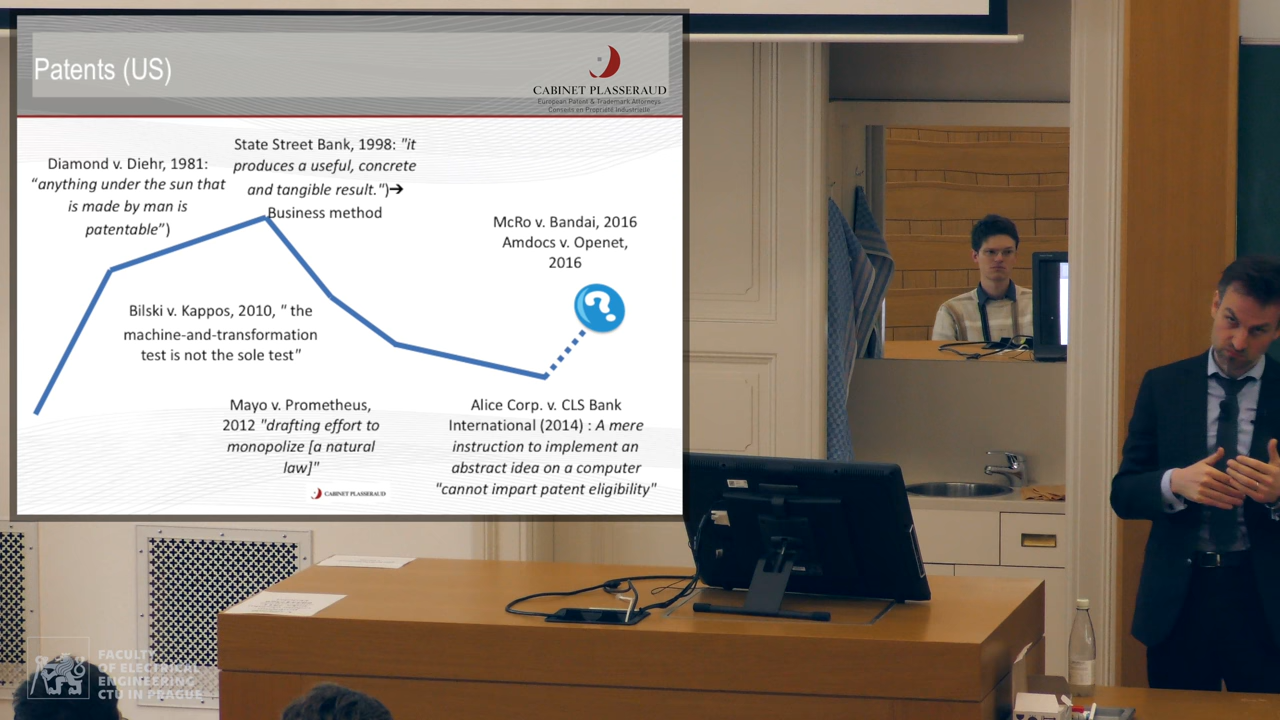 Patents (US)
CABINET PLASSERAUD
European Patent & Trademark Attorneys
Conseils en Propriété Industrielle
Diamond v. Diehr, 1981:
“anything under the sun that
is made by man is
patentable”)
State Street Bank, 1998: "it
produces a useful, concrete
and tangible result.")➔
Business method
McRo v. Bandai, 2016
Amdocs v. Openet,
2016
?
Bilski v. Kappos, 2010, “ the
machine-and-transformation
test is not the sole test”
Mayo v. Prometheus,
2012 "drafting effort to
monopolize [a natural
law]"
Alice Corp. v. CLS Bank
International (2014) : A mere
instruction to implement an
abstract idea on a computer
"cannot impart patent eligibility"
CABINET PLASSERAUD
FACULTY
OF ELECTRICAL
ENGINEERING
CTU IN PRAGUE